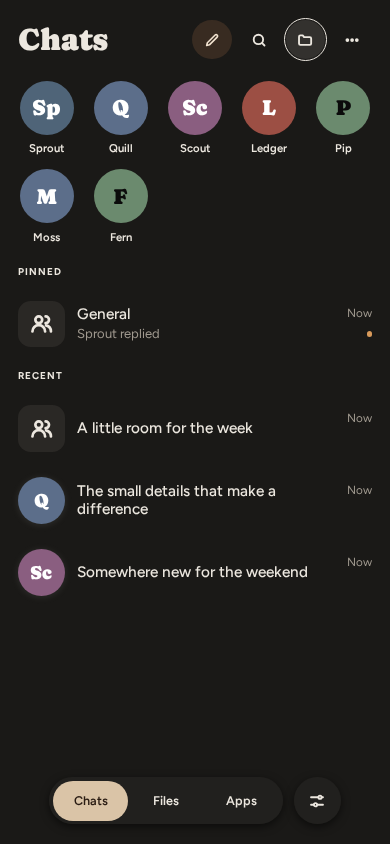 Chats
Sp
Q
Sc
L
P
Sprout
Quill
Scout
Ledger
Pip
M
F
Moss
Fern
PINNED
General
Now
Sprout replied
RECENT
A little room for the week
Now
Q
The small details that make a
difference
Now
Sc
Somewhere new for the weekend
Now
Chats
Files
Apps